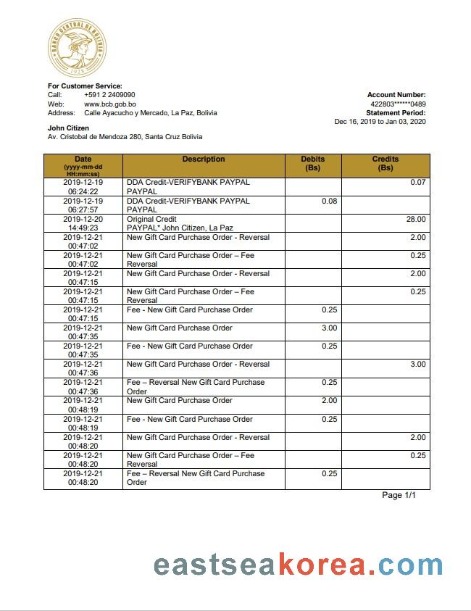 BANCO CENTRAL DE BOLIVIA
For Customer Service:
Call: +591 2 2409090
Web: www.bcb.gob.bo
Address: Calle Ayacucho y Mercado, La Paz, Bolivia
Account Number:
422803******0489
Statement Period:
Dec 16, 2019 to Jan 03, 2020
John Citizen
Av. Cristobal de Mendoza 280, Santa Cruz Bolivia
Date Description Debits Credits
(yyyy-mm-dd (Bs) (Bs)
HH:mm:ss)
2019-12-19 DDA Credit-VERIFYBANK PAYPAL 0.07
06:24:22 PAYPAL
2019-12-19 DDA Credit-VERIFYBANK PAYPAL 0.08
06:27:57 PAYPAL
2019-12-20 Original Credit 28.00
14:49:23 PAYPAL* John Citizen, La Paz
2019-12-21 New Gift Card Purchase Order - Reversal 2.00
00:47:02
2019-12-21 New Gift Card Purchase Order – Fee 0.25
00:47:02 Reversal
2019-12-21 New Gift Card Purchase Order - Reversal 2.00
00:47:15
2019-12-21 New Gift Card Purchase Order – Fee 0.25
00:47:15 Reversal
2019-12-21 Fee - New Gift Card Purchase Order 0.25
00:47:15
2019-12-21 New Gift Card Purchase Order 3.00
00:47:35
2019-12-21 Fee - New Gift Card Purchase Order 0.25
00:47:35
2019-12-21 New Gift Card Purchase Order - Reversal 3.00
00:47:36
2019-12-21 Fee – Reversal New Gift Card Purchase 0.25
00:47:36 Order
2019-12-21 New Gift Card Purchase Order 2.00
00:48:19
2019-12-21 Fee - New Gift Card Purchase Order 0.25
00:48:19
2019-12-21 New Gift Card Purchase Order - Reversal 2.00
00:48:20
2019-12-21 New Gift Card Purchase Order – Fee 0.25
00:48:20 Reversal
2019-12-21 Fee – Reversal New Gift Card Purchase 0.25
00:48:20 Order
Page 1/1
eastseakorea.com